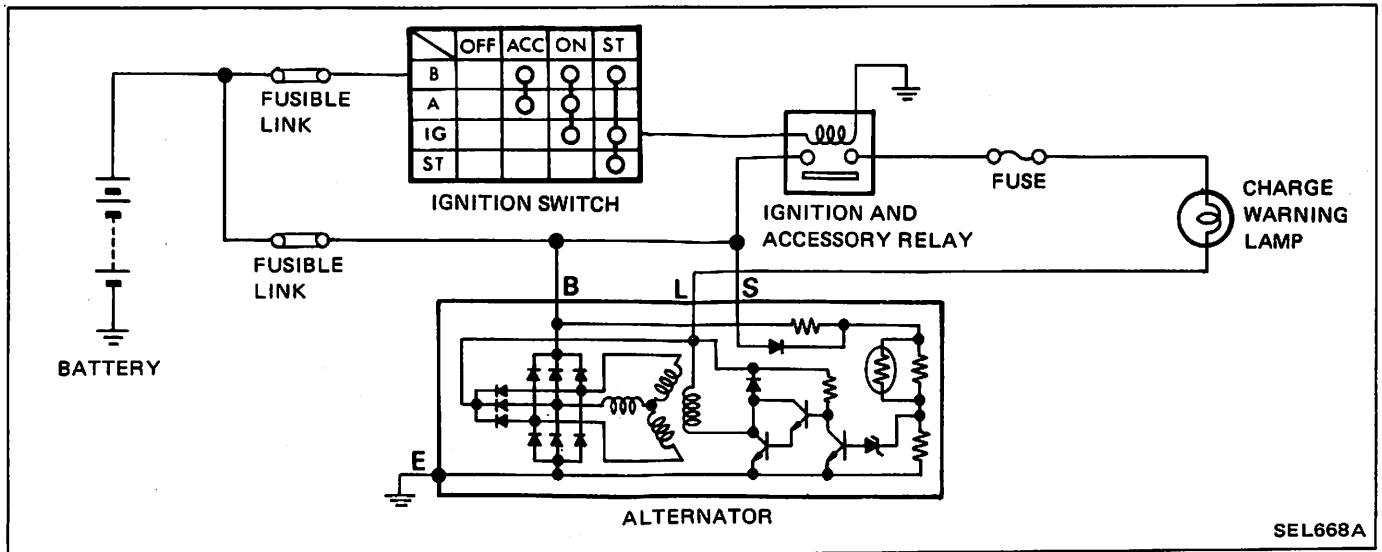 OFF ACC ON ST
B
A
IG
ST
IGNITION SWITCH
FUSIBLE
LINK
FUSIBLE
LINK
BATTERY
IGNITION AND
ACCESSORY RELAY
FUSE
CHARGE
WARNING
LAMP
B
L
S
E
ALTERNATOR
SEL668A